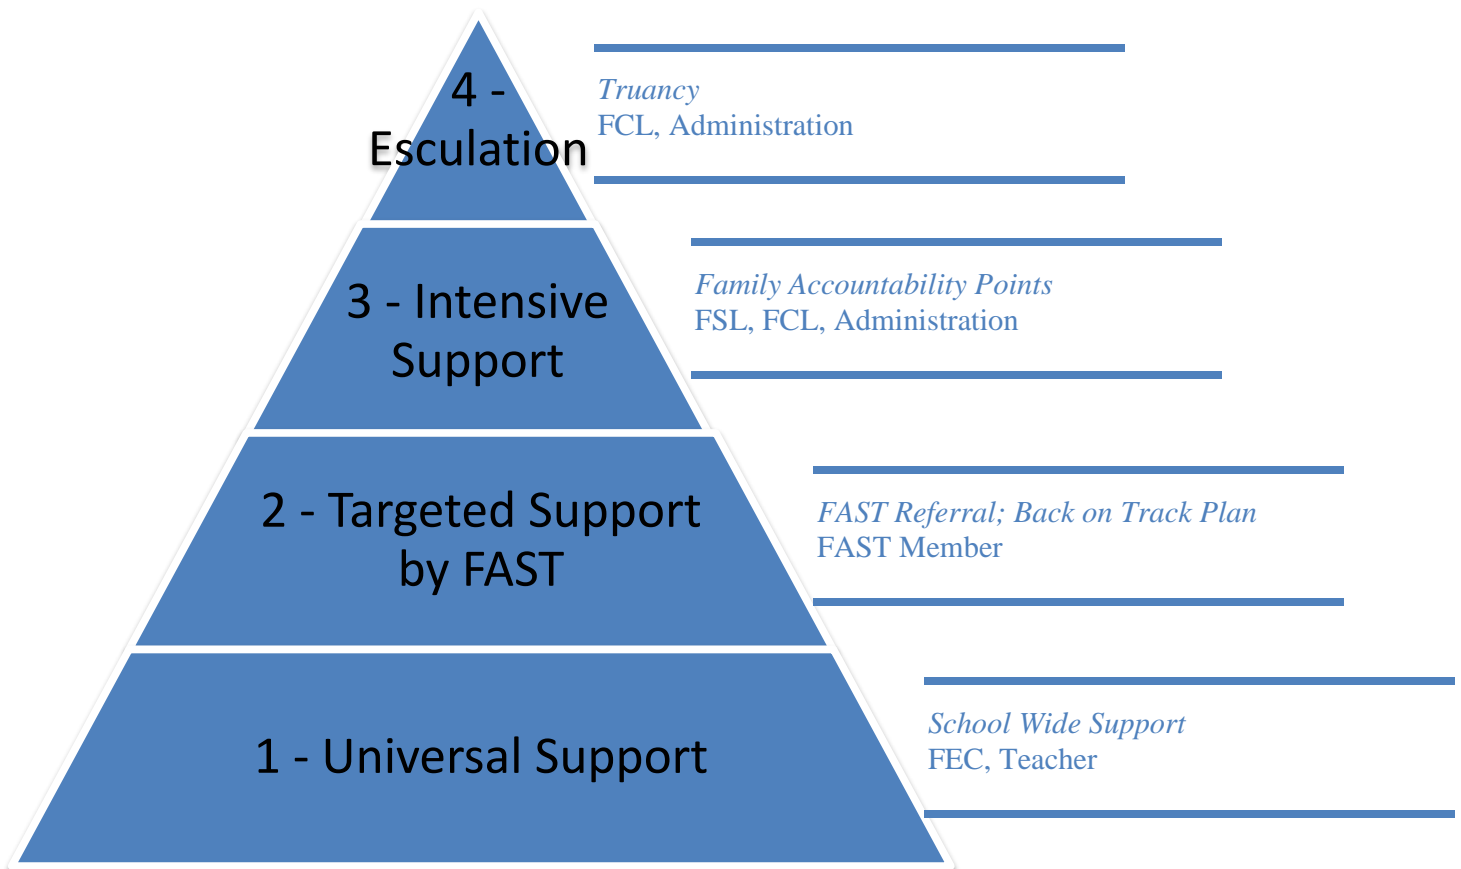 4 -
Esculation
Truancy
FCL, Administration
3 - Intensive
Support
Family Accountability Points
FSL, FCL, Administration
2 - Targeted Support
by FAST
FAST Referral; Back on Track Plan
FAST Member
1 - Universal Support
School Wide Support
FEC, Teacher